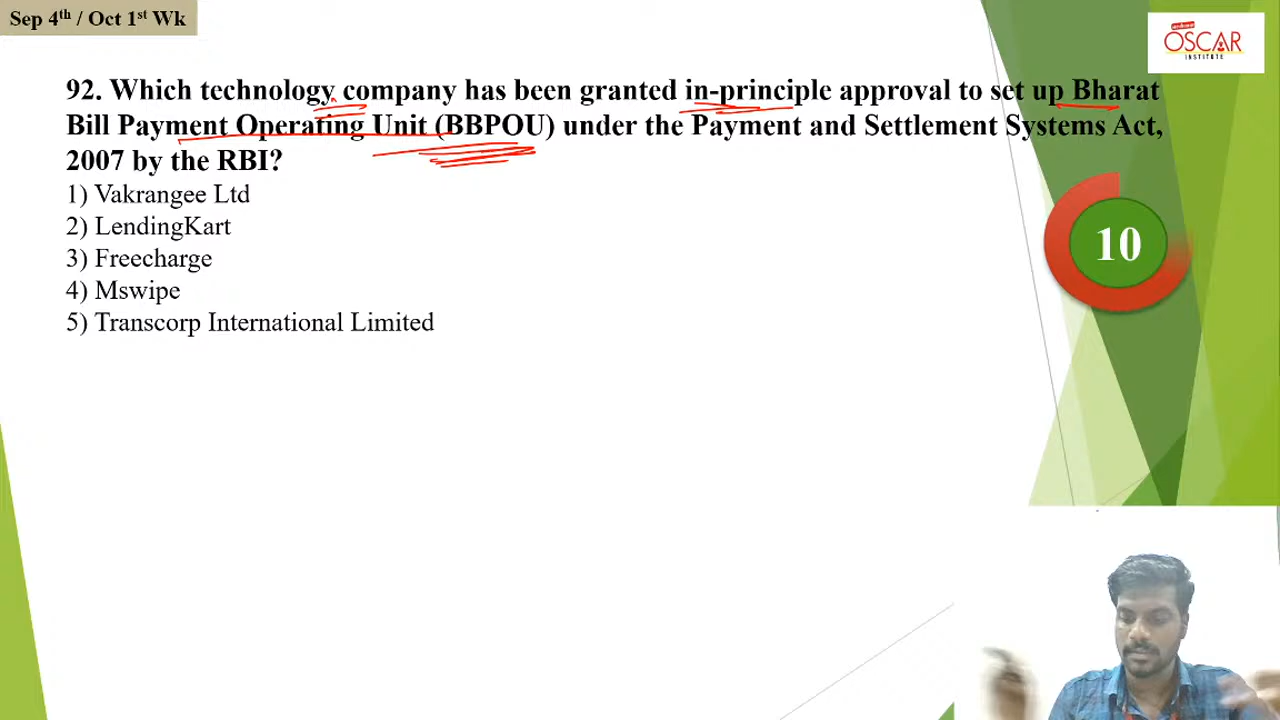 Sep 4th / Oct 1st Wk
OSCAR
INSTITUTE
92. Which technology company has been granted in-principle approval to set up Bharat
Bill Payment Operating Unit (BBPOU) under the Payment and Settlement Systems Act,
2007 by the RBI?
1) Vakrangee Ltd
2) LendingKart
3) Freecharge
4) Mswipe
5) Transcorp International Limited
10